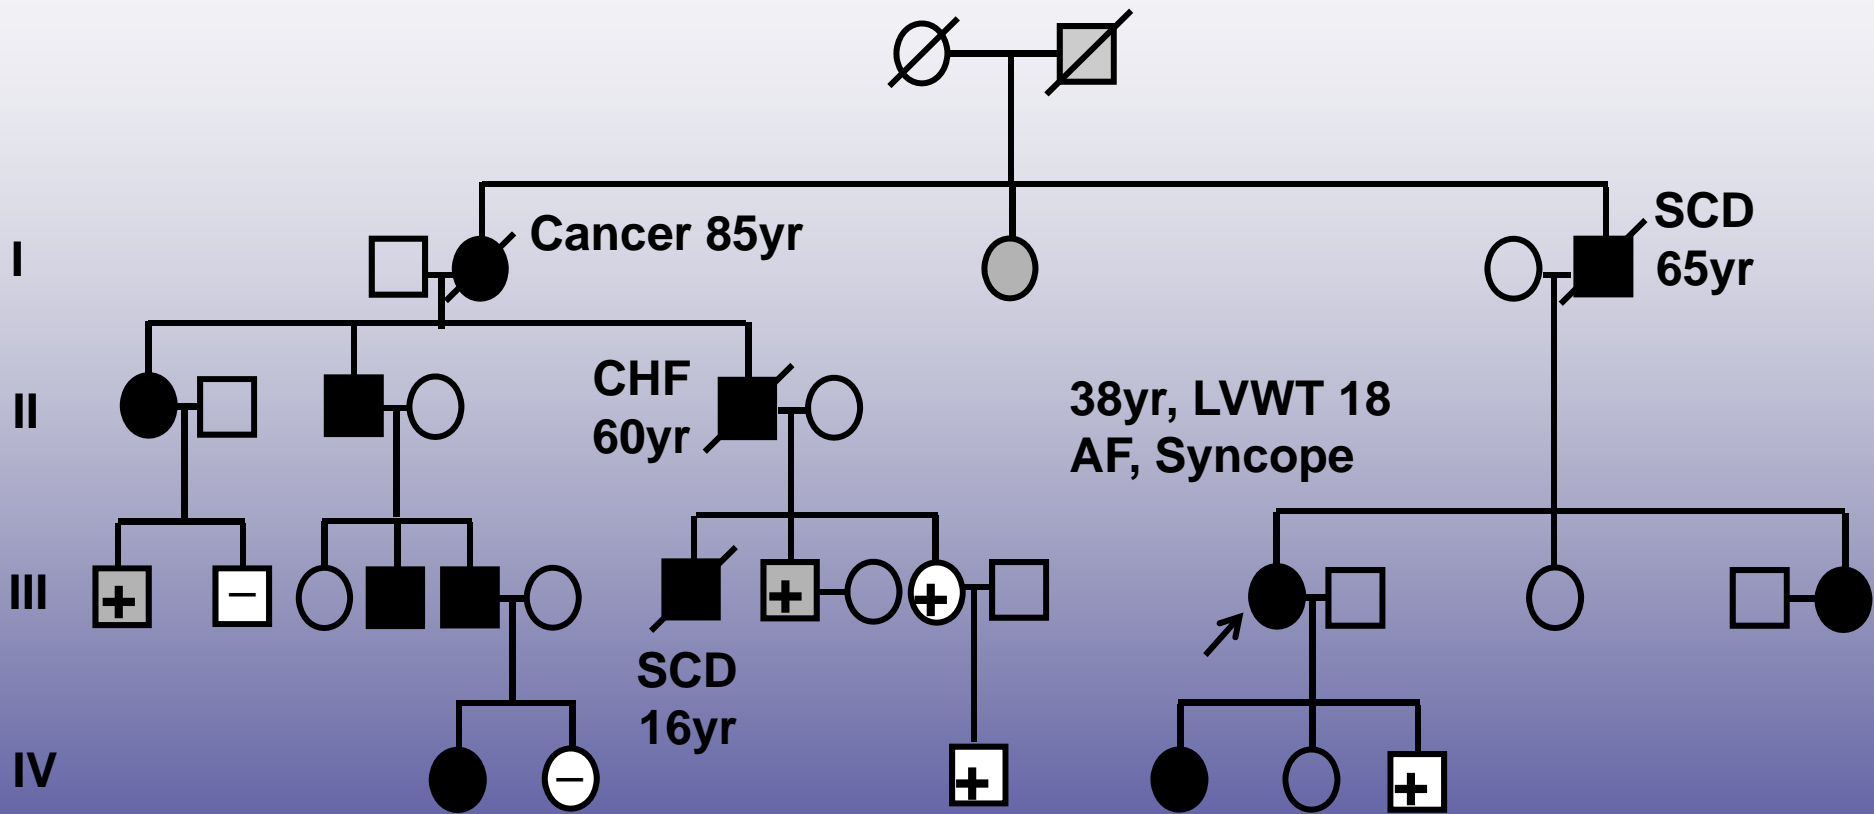 I
Cancer 85yr
SCD
65yr
II
CHF
60yr
38yr, LVWT 18
AF, Syncope
III
+
–
+
+
SCD
16yr
IV
–
+
+